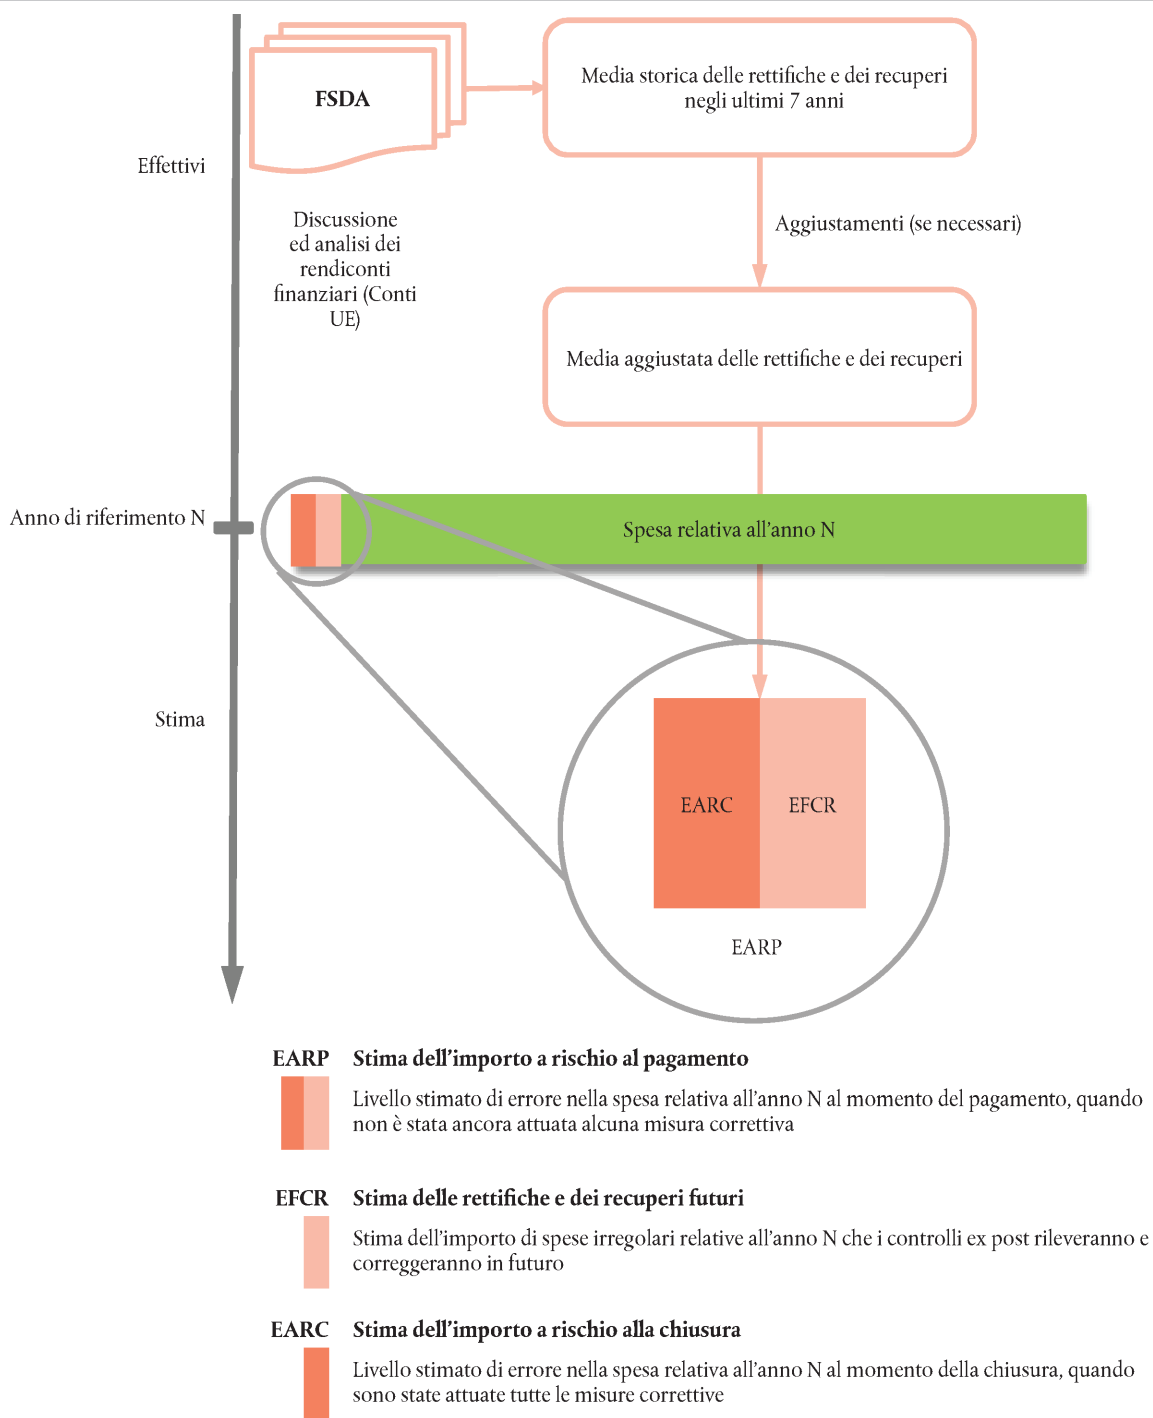 FSDA
Media storica delle rettifiche e dei recuperi
negli ultimi 7 anni
Effettivi
Discussione
ed analisi dei
rendiconti
finanziari (Conti
UE)
Aggiustamenti (se necessari)
Media aggiustata delle rettifiche e dei recuperi
Anno di riferimento N
Spesa relativa all'anno N
Stima
EARC
EFCR
EARP
EARP Stima dell'importo a rischio al pagamento
Livello stimato di errore nella spesa relativa all'anno N al momento del pagamento, quando
non è stata ancora attuata alcuna misura correttiva
EFCR Stima delle rettifiche e dei recuperi futuri
Stima dell'importo di spese irregolari relative all'anno N che i controlli ex post rileveranno e
correggeranno in futuro
EARC Stima dell'importo a rischio alla chiusura
Livello stimato di errore nella spesa relativa all'anno N al momento della chiusura, quando
sono state attuate tutte le misure correttive